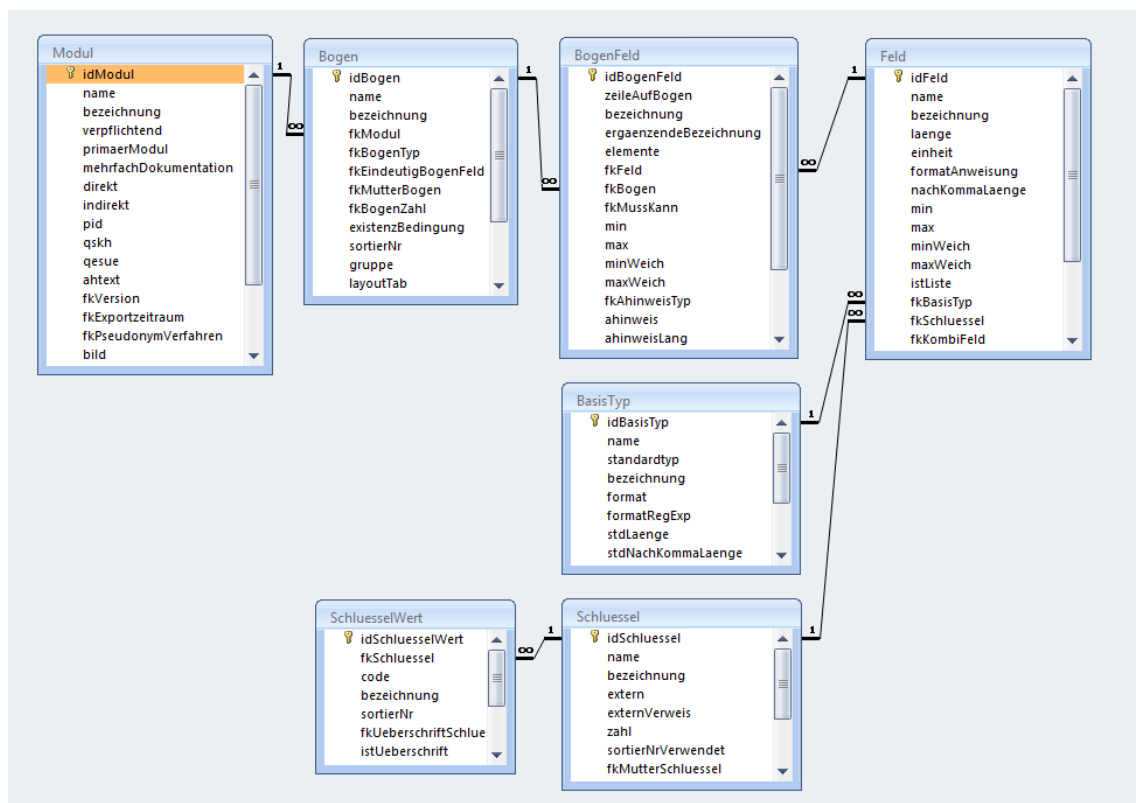 Modul
idModul
name
bezeichnung
verpflichtend
primaerModul
mehrfachDokumentation
direkt
indirekt
pid
qskh
qesue
ahtext
fkVersion
fkExportzeitraum
fkPseudonymVerfahren
bild
1
∞
Bogen
idBogen
name
bezeichnung
fkModul
fkBogenTyp
fkEindeutigBogenFeld
fkMutterBogen
fkBogenZahl
existenzBedingung
sortierNr
gruppe
layoutTab
1
∞
BogenFeld
idBogenFeld
zeileAufBogen
bezeichnung
ergaenzendeBezeichnung
elemente
fkFeld
fkBogen
fkMussKann
min
max
minWeich
maxWeich
fkAhinweisTyp
ahinweis
ahinweisLang
1
∞
Feld
idFeld
name
bezeichnung
laenge
einheit
formatAnweisung
nachKommaLaenge
min
max
minWeich
maxWeich
istListe
fkBasisTyp
fkSchluessel
fkKombiFeld
∞
∞
BasisTyp
idBasisTyp
name
standardtyp
bezeichnung
format
formatRegExp
stdLaenge
stdNachKommaLaenge
1
SchluesselWert
idSchluesselWert
fkSchluessel
code
bezeichnung
sortierNr
fkUeberschriftSchlue
istUeberschrift
∞
1
Schluessel
idSchluessel
name
bezeichnung
extern
externVerweis
zahl
sortierNrVerwendet
fkMutterSchluessel
1